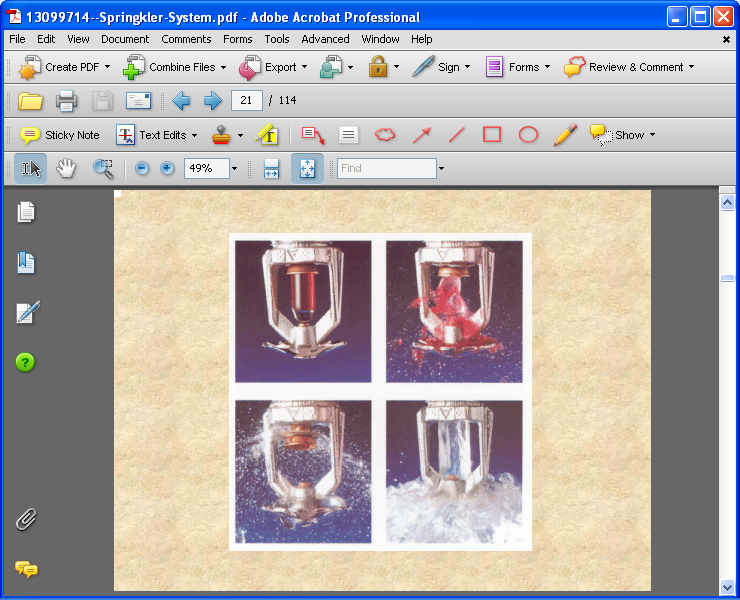 13099714--Springkler-System.pdf - Adobe Acrobat Professional
File Edit View Document Comments Forms Tools Advanced Window Help
Create PDF Combine Files Export Sign Forms Review & Comment
21 / 114
Sticky Note Text Edits Show
49% Find